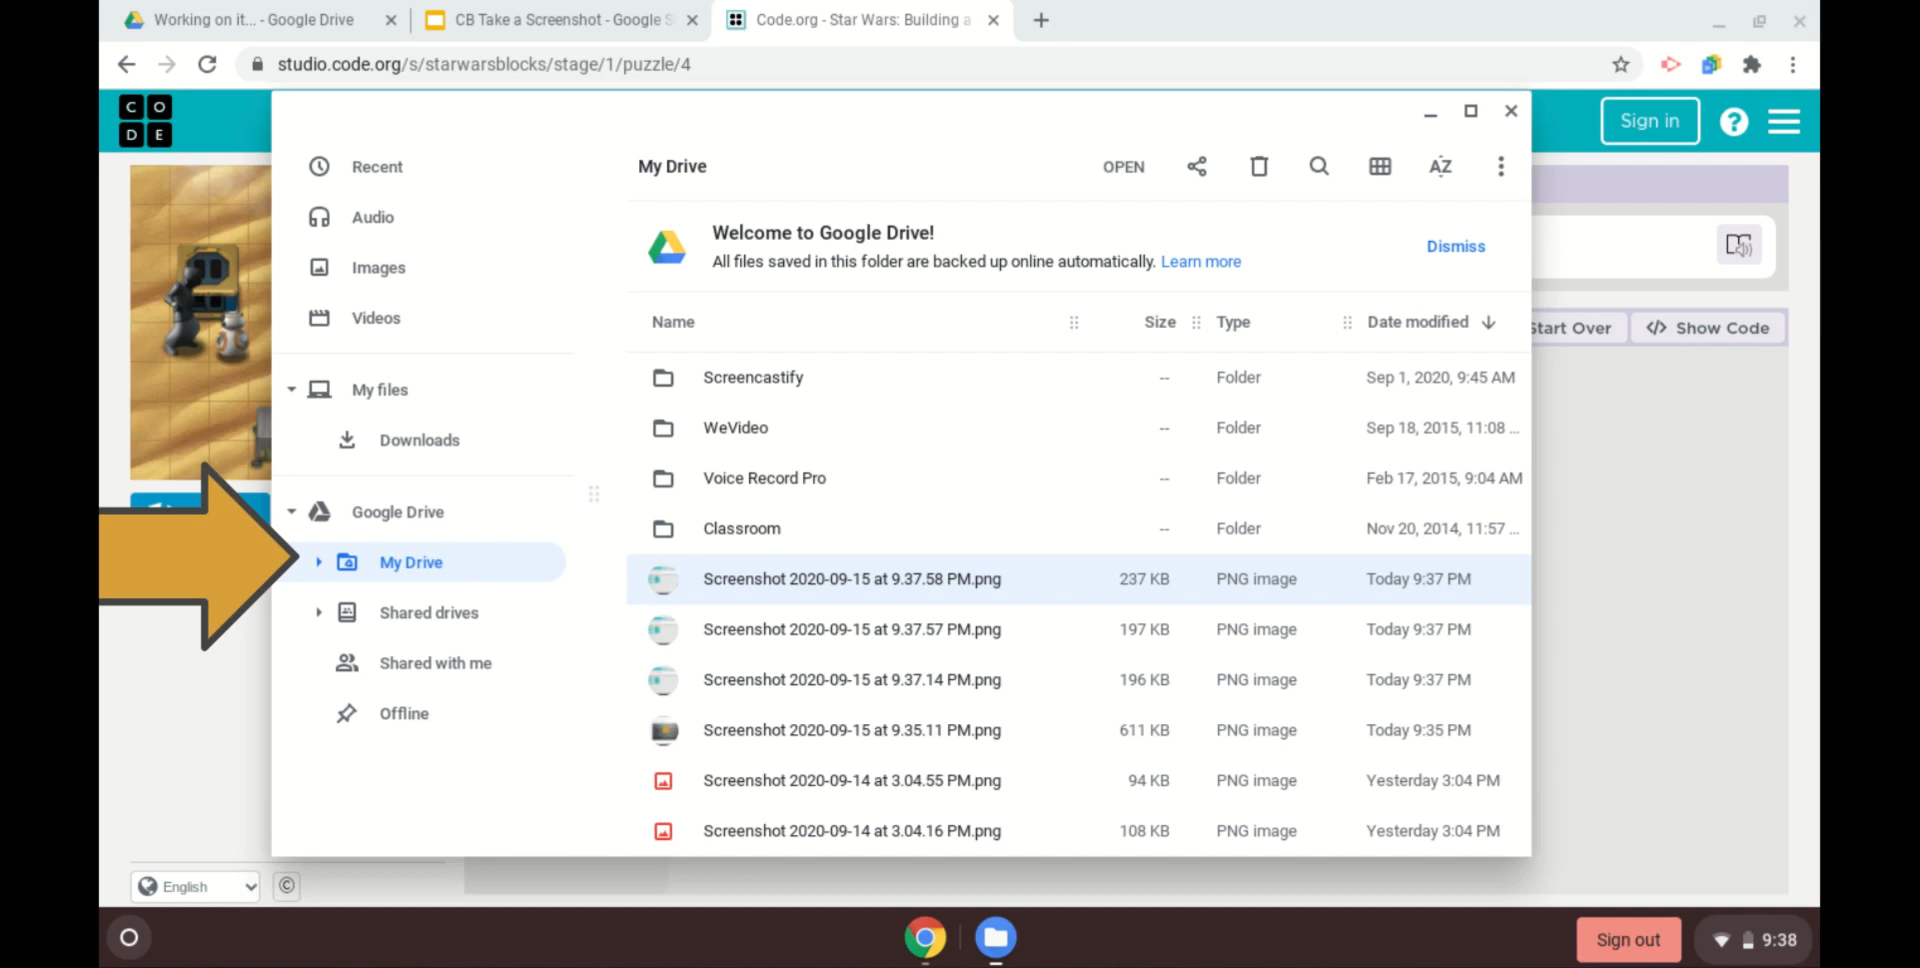 Working on it... - Google Drive
CB Take a Screenshot - Google S
Code.org - Star Wars: Building a
studio.code.org/s/starwarsblocks/stage/1/puzzle/4
C O
D E
Sign in
?
Recent
Audio
Images
Videos
My files
Downloads
Google Drive
My Drive
Shared drives
Shared with me
Offline
My Drive
OPEN
AZ
Welcome to Google Drive!
All files saved in this folder are backed up online automatically. Learn more
Dismiss
Name Size Type Date modified
Screencastify -- Folder Sep 1, 2020, 9:45 AM
WeVideo -- Folder Sep 18, 2015, 11:08 ...
Voice Record Pro -- Folder Feb 17, 2015, 9:04 AM
Classroom -- Folder Nov 20, 2014, 11:57 ...
Screenshot 2020-09-15 at 9.37.58 PM.png 237 KB PNG image Today 9:37 PM
Screenshot 2020-09-15 at 9.37.57 PM.png 197 KB PNG image Today 9:37 PM
Screenshot 2020-09-15 at 9.37.14 PM.png 196 KB PNG image Today 9:37 PM
Screenshot 2020-09-15 at 9.35.11 PM.png 611 KB PNG image Today 9:35 PM
Screenshot 2020-09-14 at 3.04.55 PM.png 94 KB PNG image Yesterday 3:04 PM
Screenshot 2020-09-14 at 3.04.16 PM.png 108 KB PNG image Yesterday 3:04 PM
Start Over
</> Show Code
English
©
Sign out
9:38